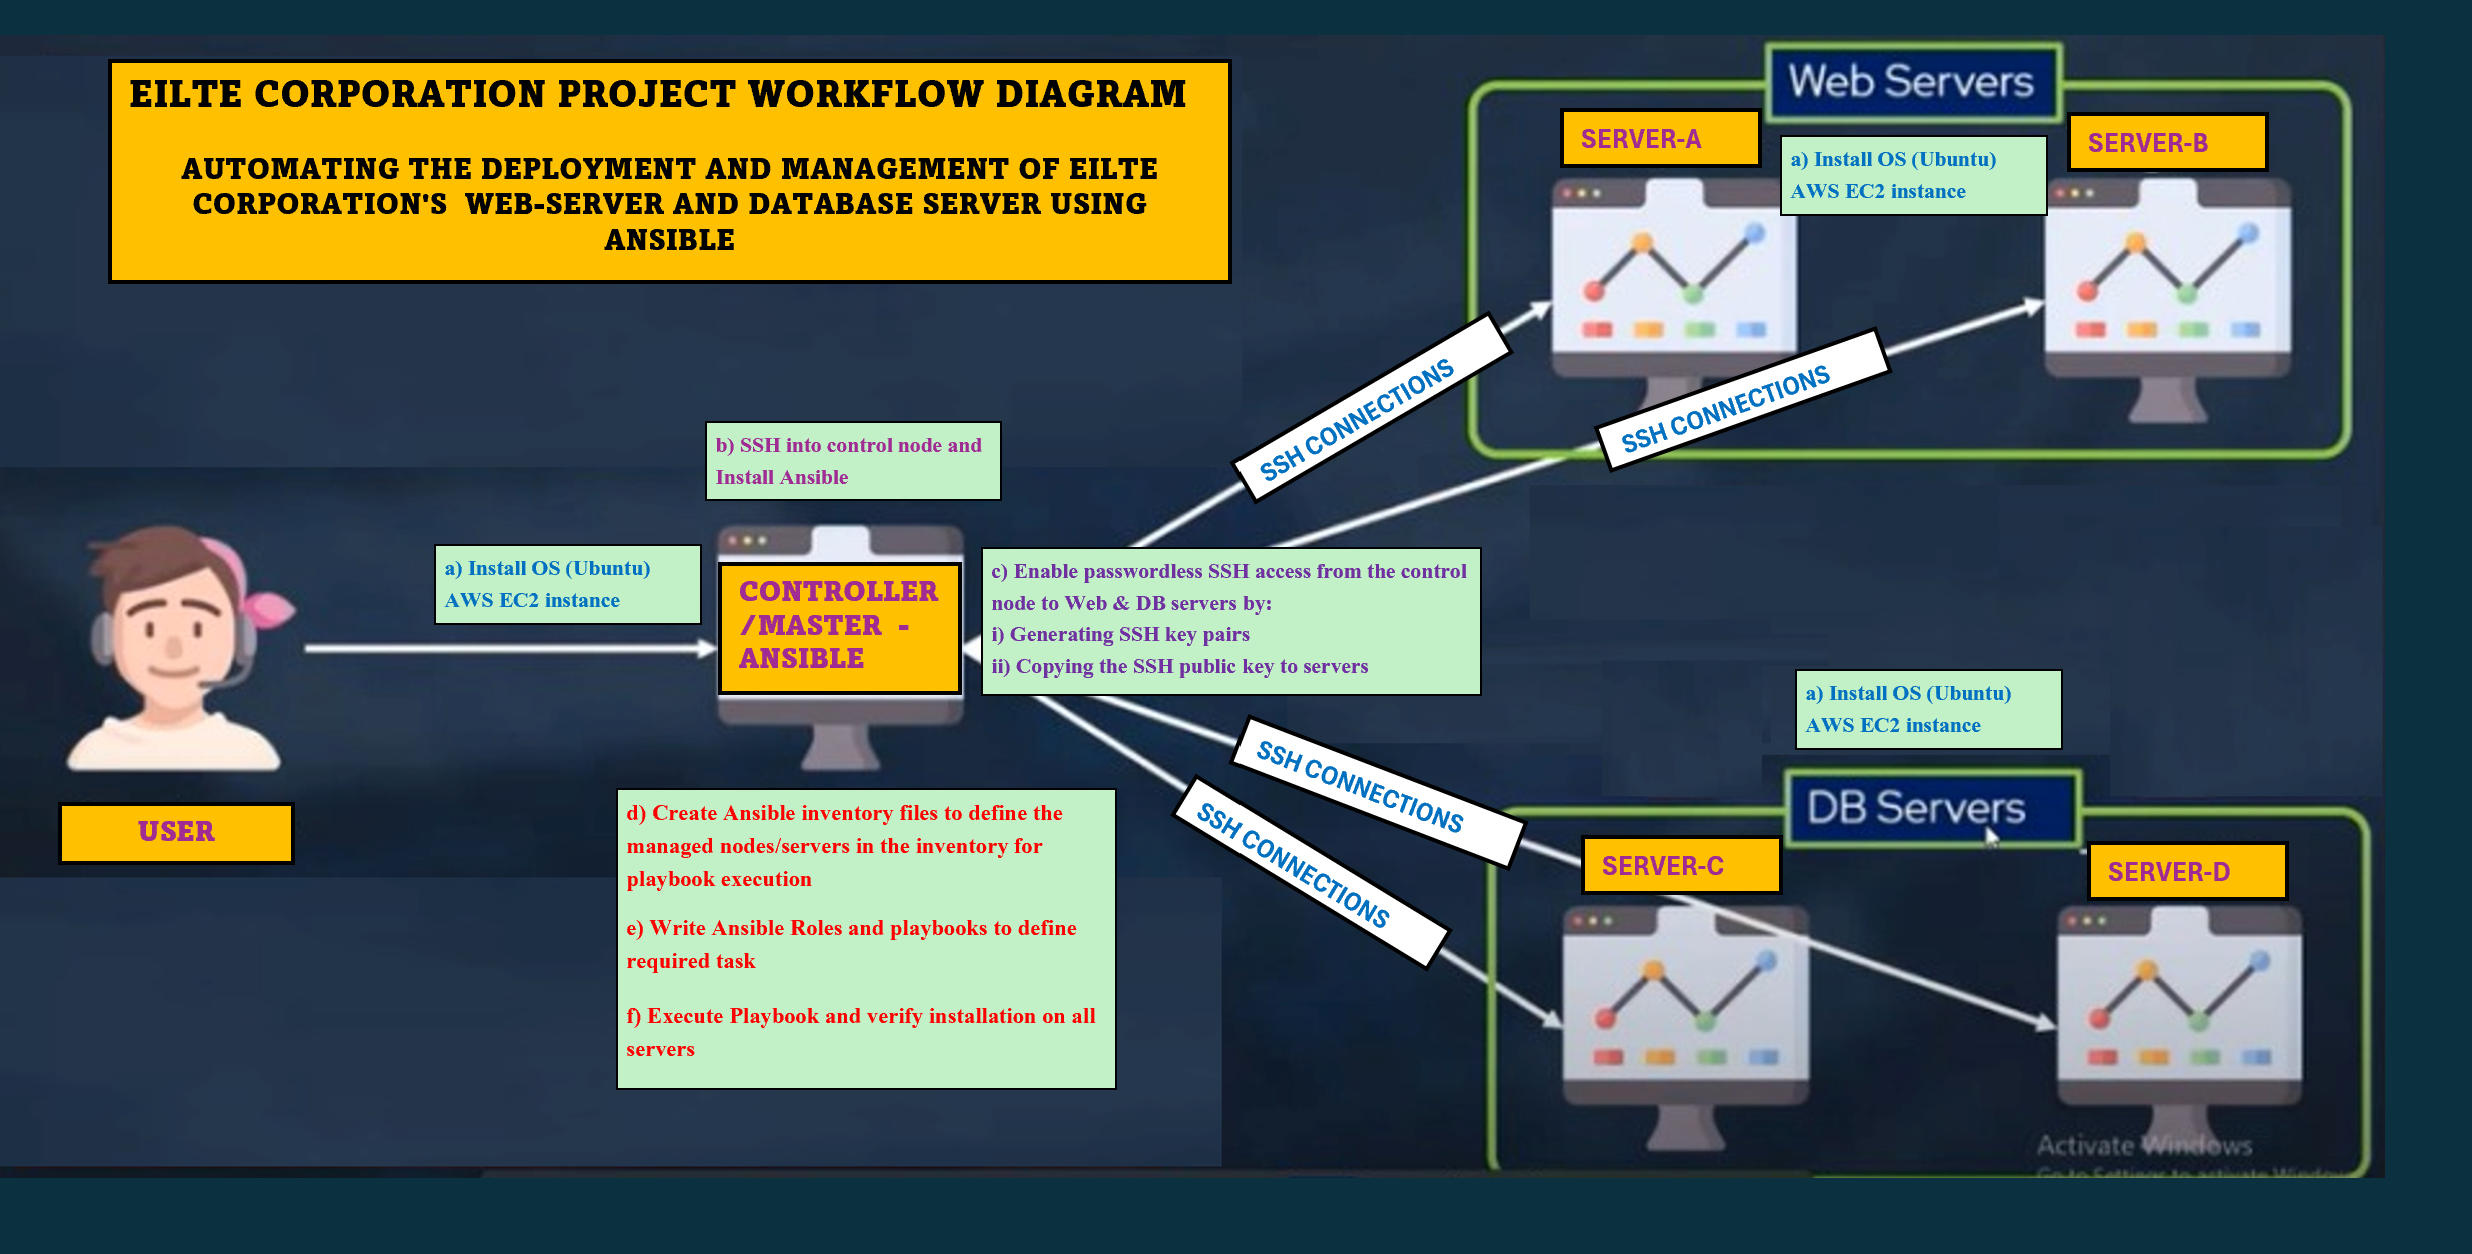 EILTE CORPORATION PROJECT WORKFLOW DIAGRAM
AUTOMATING THE DEPLOYMENT AND MANAGEMENT OF EILTE
CORPORATION'S WEB-SERVER AND DATABASE SERVER USING
ANSIBLE
Web Servers
SERVER-A
a) Install OS (Ubuntu)
AWS EC2 instance
SERVER-B
SSH CONNECTIONS
SSH CONNECTIONS
b) SSH into control node and
Install Ansible
a) Install OS (Ubuntu)
AWS EC2 instance
CONTROLLER
/MASTER -
ANSIBLE
c) Enable passwordless SSH access from the control
node to Web & DB servers by:
i) Generating SSH key pairs
ii) Copying the SSH public key to servers
USER
d) Create Ansible inventory files to define the
managed nodes/servers in the inventory for
playbook execution
e) Write Ansible Roles and playbooks to define
required task
f) Execute Playbook and verify installation on all
servers
SSH CONNECTIONS
SSH CONNECTIONS
a) Install OS (Ubuntu)
AWS EC2 instance
DB Servers
SERVER-C
SERVER-D
Activate Windows
Go to Settings to activate Windows